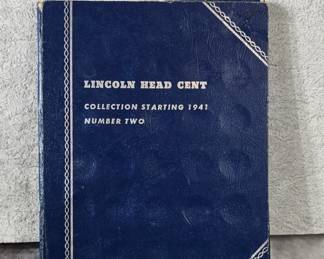 LINCOLN HEAD CENT
COLLECTION STARTING 1941
NUMBER TWO